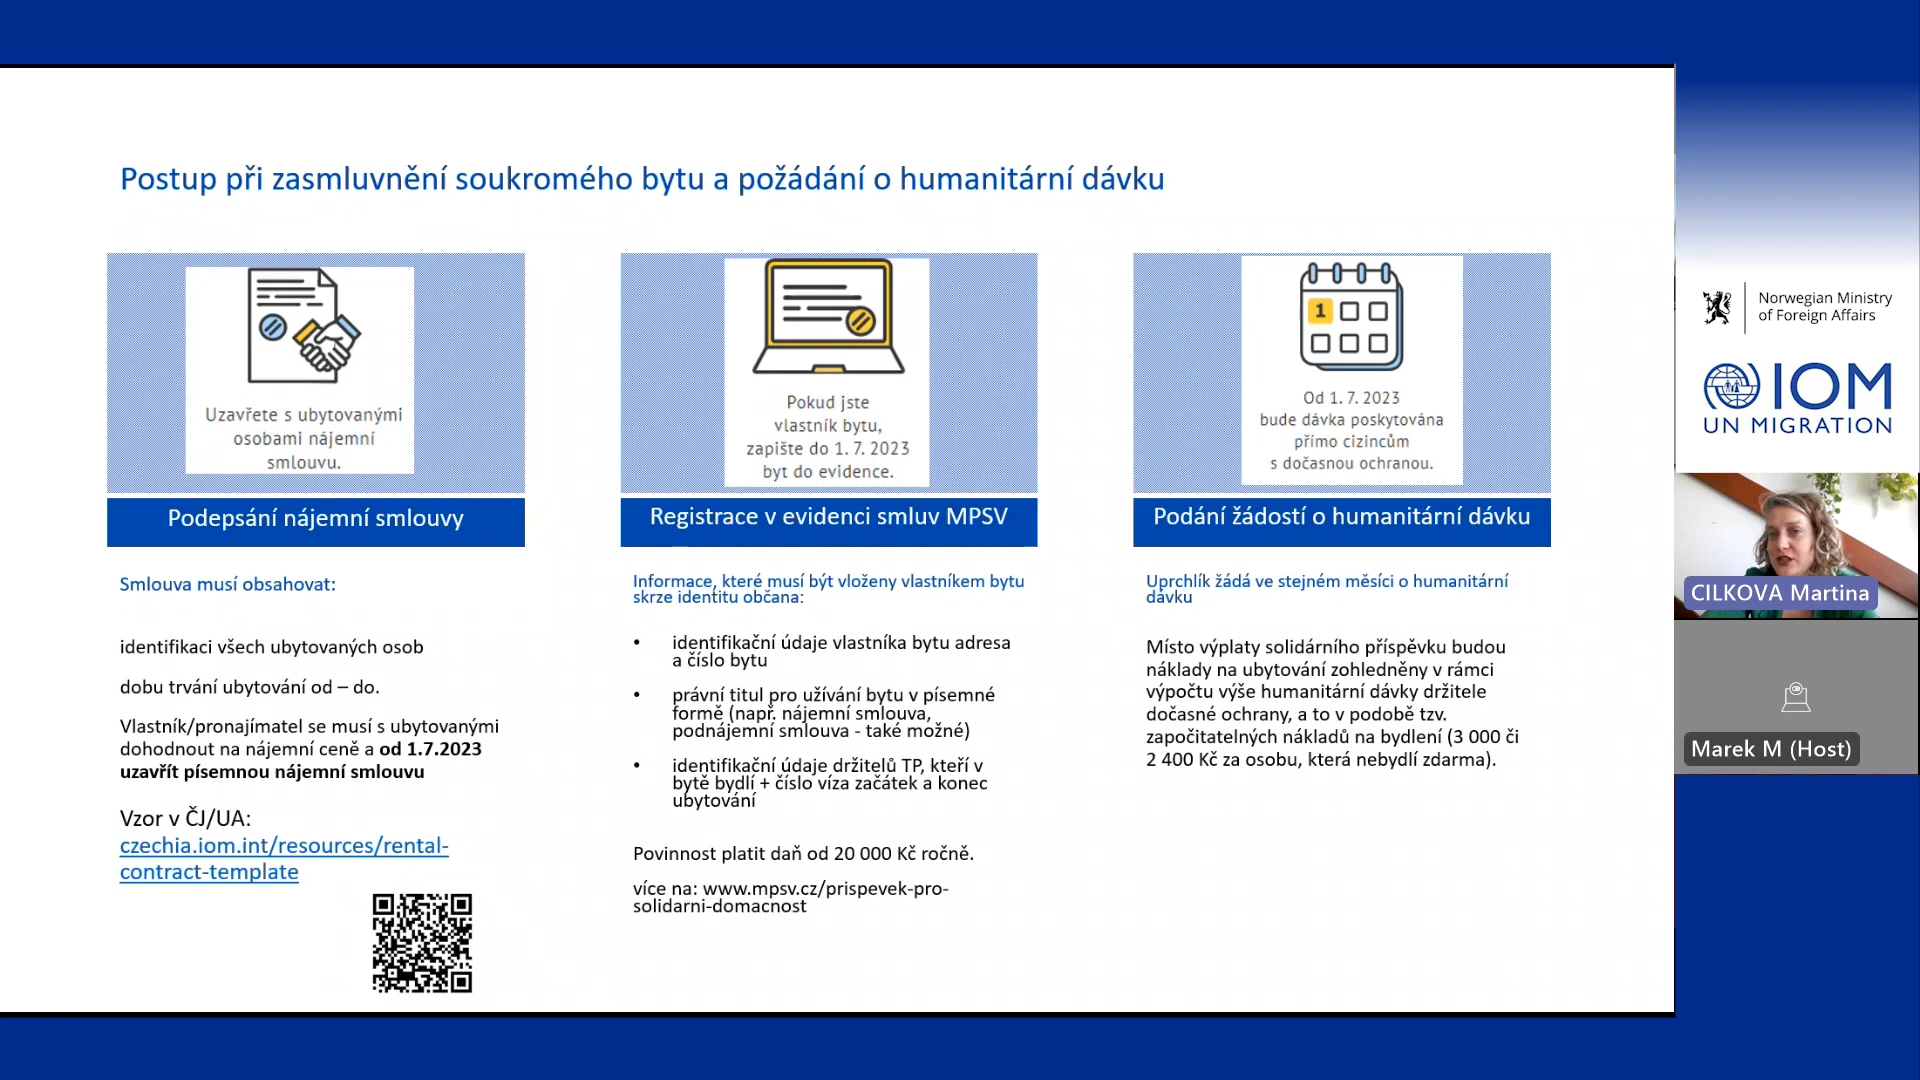 Postup při zasmluvnění soukromého bytu a požádání o humanitární dávku
Uzavřete s ubytovanými
osobami nájemní
smlouvu.
Podepsání nájemní smlouvy
Smlouva musí obsahovat:
identifikaci všech ubytovaných osob
dobu trvání ubytování od – do.
Vlastník/pronajímatel se musí s ubytovanými
dohodnout na nájemní ceně a od 1.7.2023
uzavřít písemnou nájemní smlouvu
Vzor v ČJ/UA:
czechia.iom.int/resources/rental-
contract-template
Pokud jste
vlastník bytu,
zapište do 1. 7. 2023
byt do evidence.
Registrace v evidenci smluv MPSV
Informace, které musí být vloženy vlastníkem bytu
skrze identitu občana:
• identifikační údaje vlastníka bytu adresa
a číslo bytu
• právní titul pro užívání bytu v písemné
formě (např. nájemní smlouva,
podnájemní smlouva - také možné)
• identifikační údaje držitelů TP, kteří v
bytě bydlí + číslo víza začátek a konec
ubytování
Povinnost platit daň od 20 000 Kč ročně.
více na: www.mpsv.cz/prispevek-pro-
solidarni-domacnost
1
Od 1. 7. 2023
bude dávka poskytována
přímo cizincům
s dočasnou ochranou.
Podání žádostí o humanitární dávku
Uprchlík žádá ve stejném měsíci o humanitární
dávku
Místo výplaty solidárního příspěvku budou
náklady na ubytování zohledněny v rámci
výpočtu výše humanitární dávky držitele
dočasné ochrany, a to v podobě tzv.
započitatelných nákladů na bydlení (3 000 či
2 400 Kč za osobu, která nebydlí zdarma).
Norwegian Ministry
of Foreign Affairs
IOM
UN MIGRATION
CILKOVA Martina
Marek M (Host)